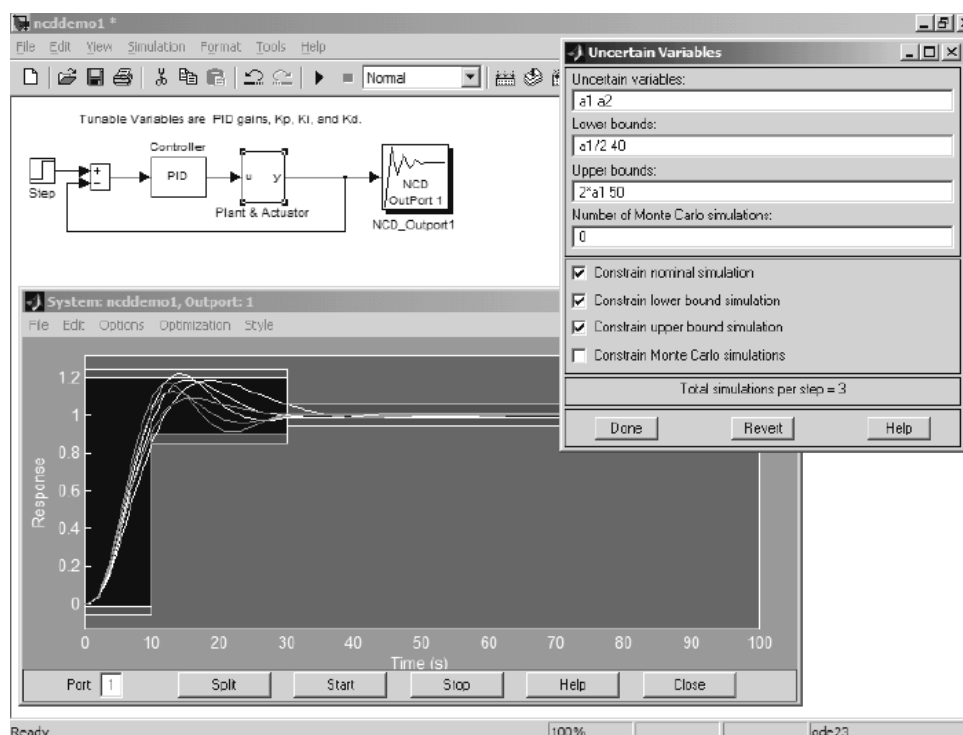 ncddemo1 *
File Edit View Simulation Format Tools Help
Normal
Tunable Variables are PID gains, Kp, Ki, and Kd.
Controller
Step
+
−
PID
u y
Plant & Actuator
NCD
OutPort 1
NCD_Outport1
Uncertain Variables
Uncertain variables:
a1 a2
Lower bounds:
a1/2 40
Upper bounds:
2*a1 50
Number of Monte Carlo simulations:
0
Constrain nominal simulation
Constrain lower bound simulation
Constrain upper bound simulation
Constrain Monte Carlo simulations
Total simulations per step = 3
Done Revert Help
System: ncddemo1, Outport: 1
File Edit Options Optimization Style
Response
1.2
1
0.8
0.6
0.4
0.2
0
0 10 20 30 40 50 60 70 80 90 100
Time (s)
Port 1 Split Start Stop Help Close
Ready 100% ode23